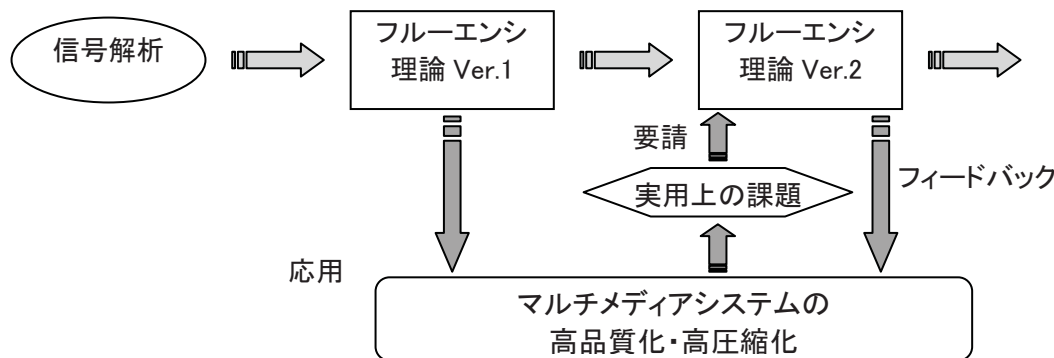 信号解析
フルーエンシ
理論 Ver.1
フルーエンシ
理論 Ver.2
要請
フィードバック
実用上の課題
応用
マルチメディアシステムの
高品質化・高圧縮化